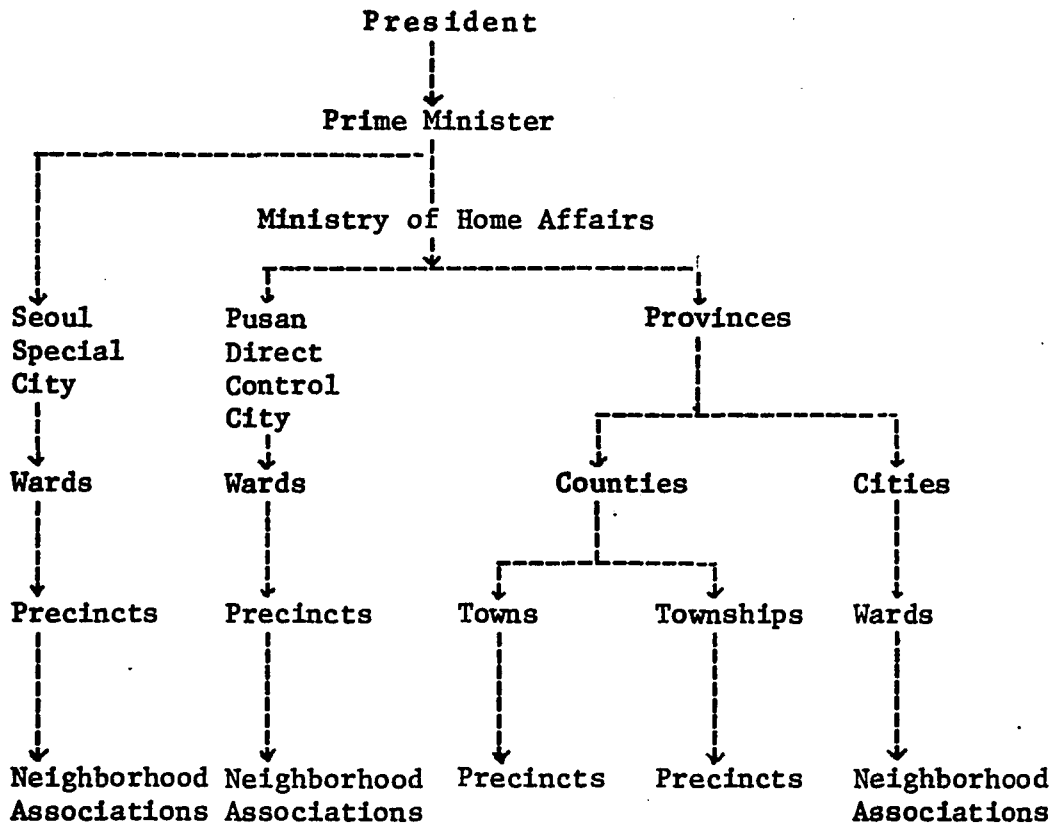 President
Prime Minister
Ministry of Home Affairs
Seoul
Special
City
Pusan
Direct
Control
City
Provinces
Wards
Wards
Counties
Cities
Precincts
Precincts
Towns
Townships
Wards
Neighborhood
Associations
Neighborhood
Associations
Precincts
Precincts
Neighborhood
Associations